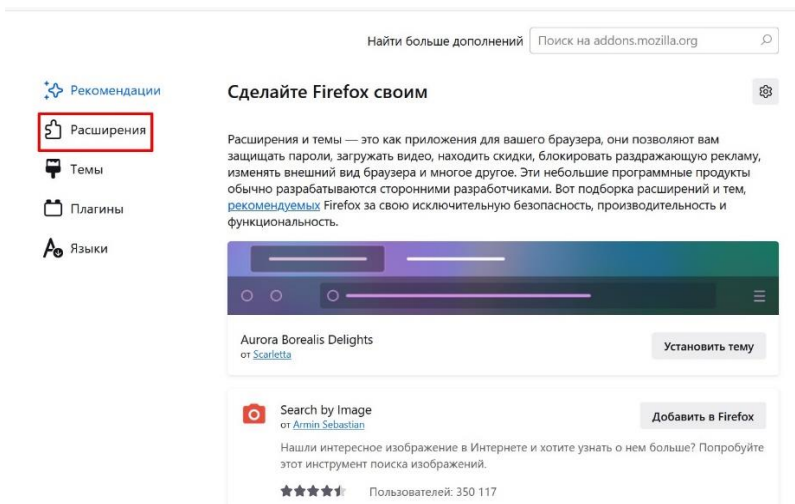 Найти больше дополнений
Поиск на addons.mozilla.org
Рекомендации
Расширения
Темы
Плагины
Языки
Сделайте Firefox своим
Расширения и темы — это как приложения для вашего браузера, они позволяют вам
защищать пароли, загружать видео, находить скидки, блокировать раздражающую рекламу,
изменять внешний вид браузера и многое другое. Эти небольшие программные продукты
обычно разрабатываются сторонними разработчиками. Вот подборка расширений и тем,
рекомендуемых Firefox за свою исключительную безопасность, производительность и
функциональность.
Aurora Borealis Delights
от Scarletta
Установить тему
Search by Image
от Armin Sebastian
Добавить в Firefox
Нашли интересное изображение в Интернете и хотите узнать о нем больше? Попробуйте
этот инструмент поиска изображений.
Пользователей: 350 117